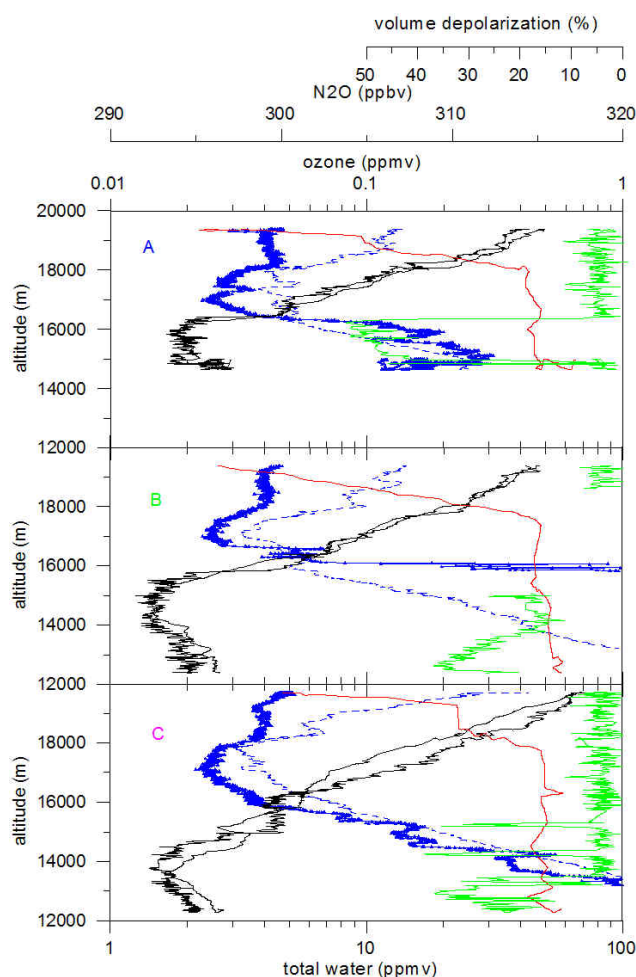 volume depolarization (%)
50 40 30 20 10 0
N2O (ppbv)
290 300 310 320
ozone (ppmv)
0.01 0.1 1
20000
A
18000
altitude (m)
16000
14000
12000
B
18000
altitude (m)
16000
14000
12000
C
18000
altitude (m)
16000
14000
12000
1 10 100
total water (ppmv)